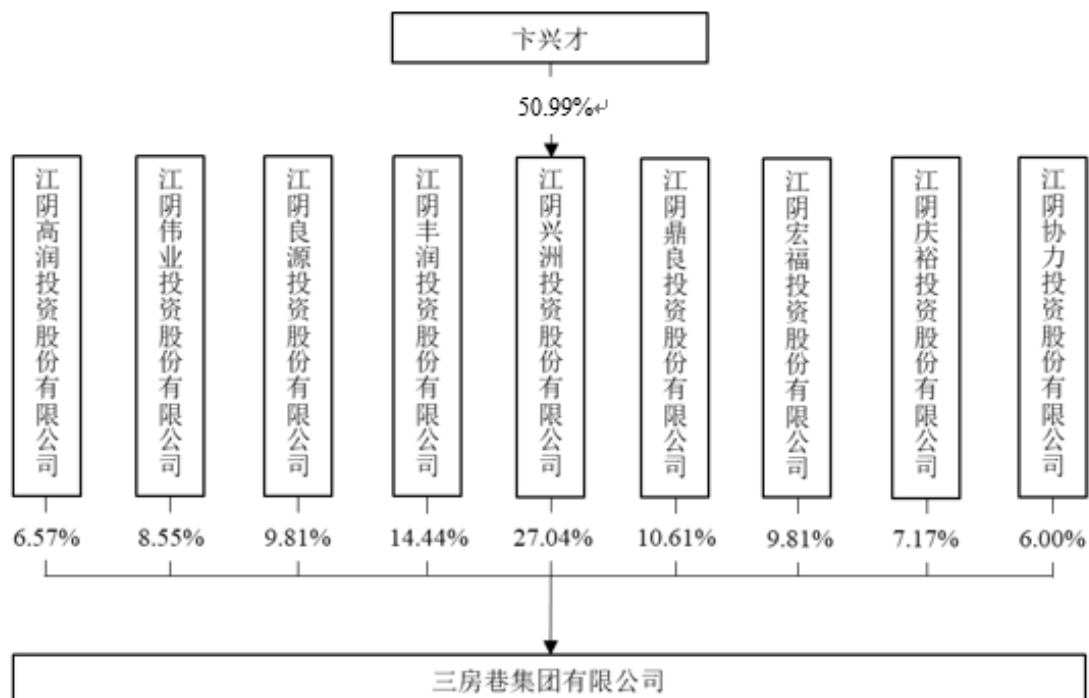 卞兴才
50.99%↵
江阴高润投资股份有限公司
江阴伟业投资股份有限公司
江阴良源投资股份有限公司
江阴丰润投资股份有限公司
江阴兴洲投资股份有限公司
江阴鼎良投资股份有限公司
江阴宏福投资股份有限公司
江阴庆裕投资股份有限公司
江阴协力投资股份有限公司
6.57% 8.55% 9.81% 14.44% 27.04% 10.61% 9.81% 7.17% 6.00%
三房巷集团有限公司